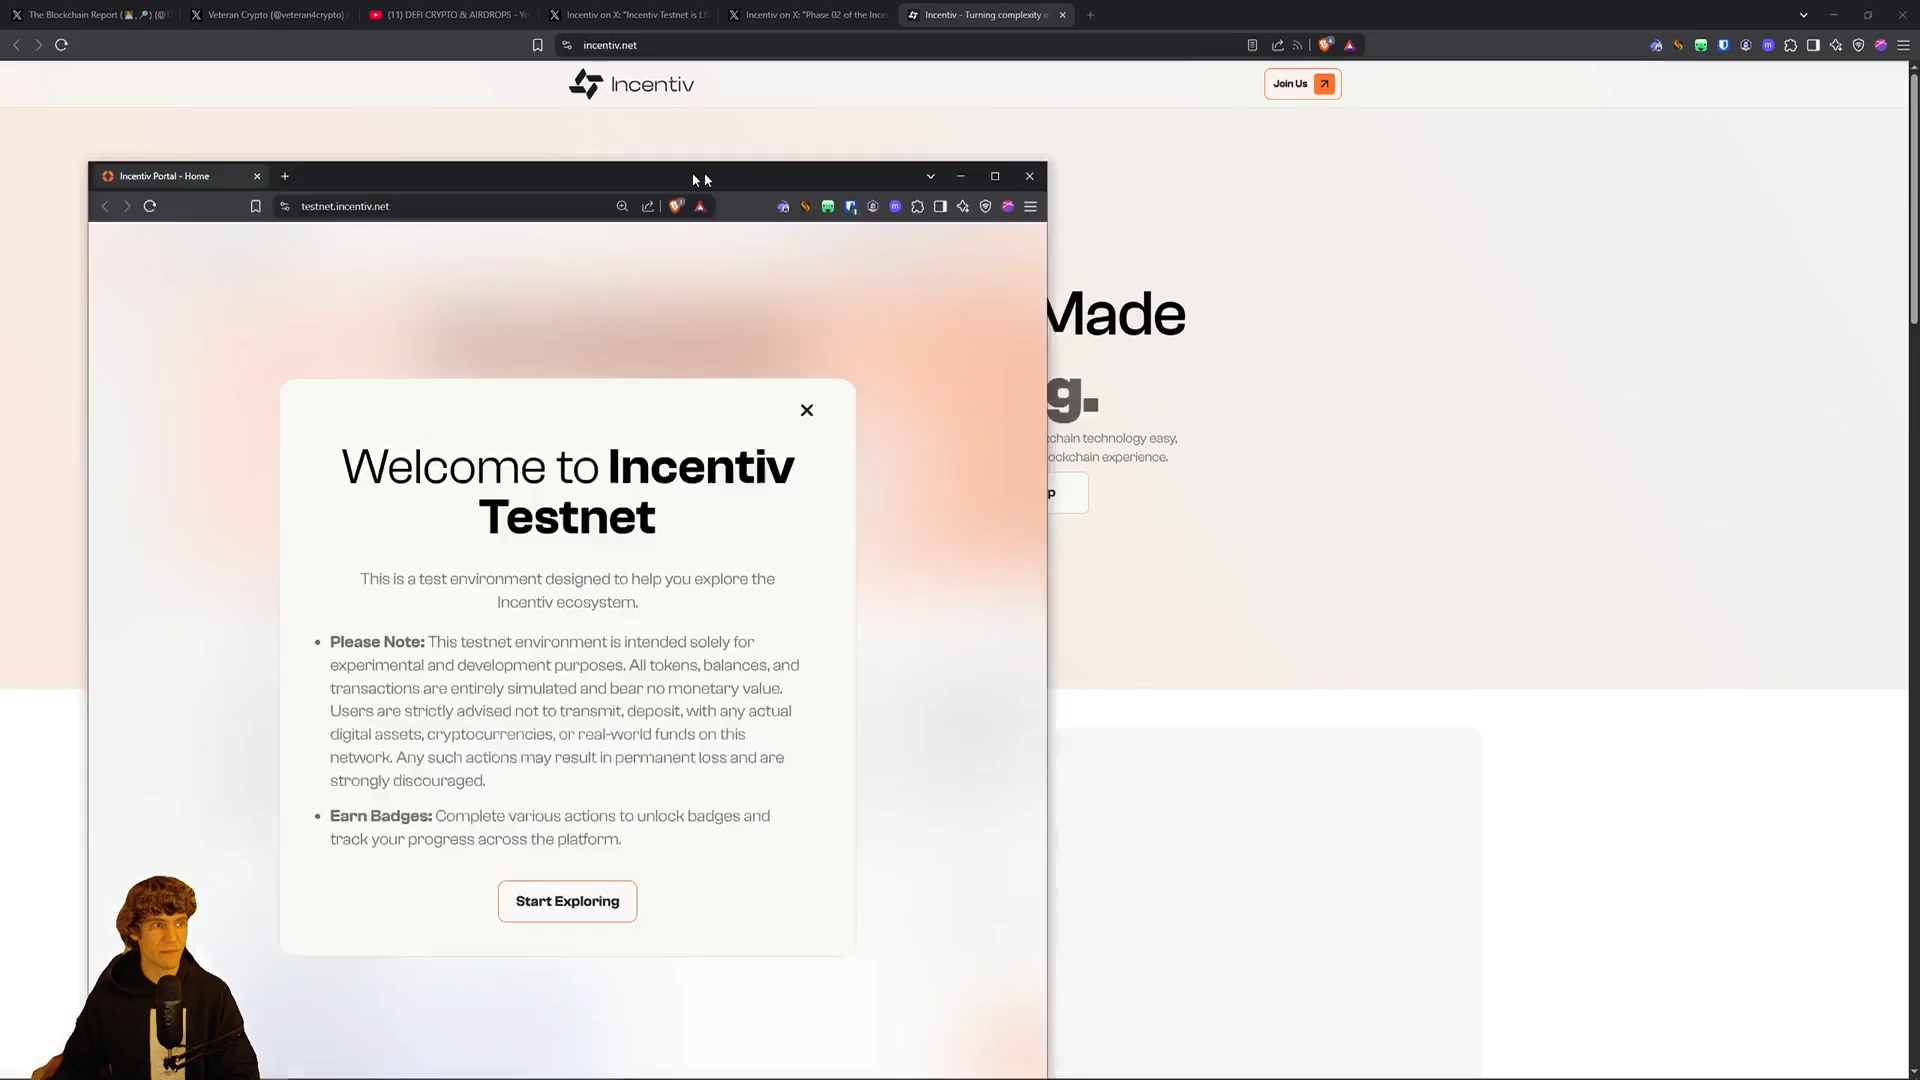 The Blockchain Report (
Veteran Crypto (@veteran4crypto) /
(11) DEFI CRYPTO & AIRDROPS - Yo
Incentiv on X: "Incentiv Testnet is LI
Incentiv on X: "Phase 02 of the Ince
Incentiv - Turning complexity in
incentiv.net
Incentiv
Join Us
Incentiv Portal - Home
testnet.incentiv.net
Made
g.
kchain technology easy,
ockchain experience.
p
Welcome to Incentiv
Testnet
This is a test environment designed to help you explore the
Incentiv ecosystem.
• Please Note: This testnet environment is intended solely for
experimental and development purposes. All tokens, balances, and
transactions are entirely simulated and bear no monetary value.
Users are strictly advised not to transmit, deposit, with any actual
digital assets, cryptocurrencies, or real-world funds on this
network. Any such actions may result in permanent loss and are
strongly discouraged.
• Earn Badges: Complete various actions to unlock badges and
track your progress across the platform.
Start Exploring